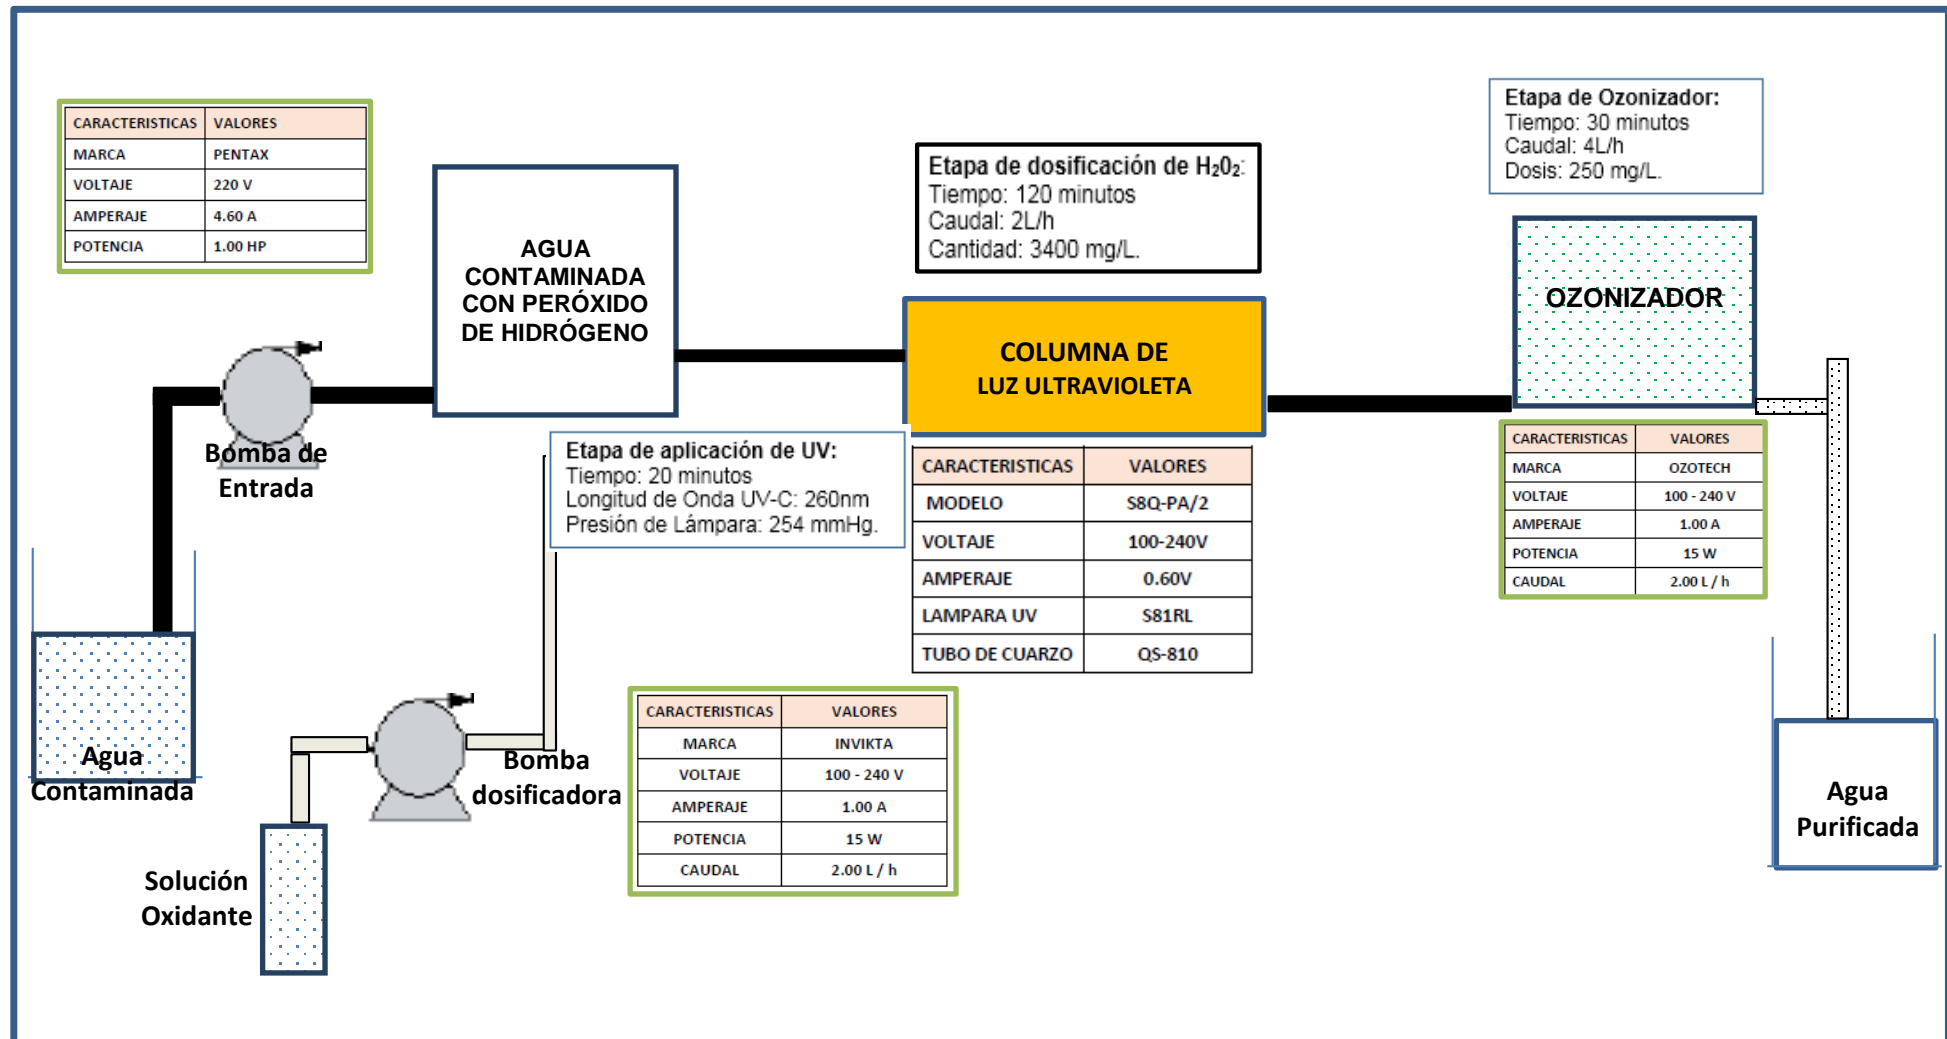 CARACTERISTICAS VALORES
MARCA PENTAX
VOLTAJE 220 V
AMPERAJE 4.60 A
POTENCIA 1.00 HP
AGUA
CONTAMINADA
CON PERÓXIDO
DE HIDRÓGENO
Etapa de dosificación de H₂0₂:
Tiempo: 120 minutos
Caudal: 2L/h
Cantidad: 3400 mg/L.
Etapa de Ozonizador:
Tiempo: 30 minutos
Caudal: 4L/h
Dosis: 250 mg/L.
OZONIZADOR
COLUMNA DE
LUZ ULTRAVIOLETA
Bomba de
Entrada
Etapa de aplicación de UV:
Tiempo: 20 minutos
Longitud de Onda UV-C: 260nm
Presión de Lámpara: 254 mmHg.
CARACTERISTICAS VALORES
MODELO S8Q-PA/2
VOLTAJE 100-240V
AMPERAJE 0.60V
LAMPARA UV S81RL
TUBO DE CUARZO QS-810
CARACTERISTICAS VALORES
MARCA OZOTECH
VOLTAJE 100 - 240 V
AMPERAJE 1.00 A
POTENCIA 15 W
CAUDAL 2.00 L / h
Agua
Contaminada
Bomba
dosificadora
CARACTERISTICAS VALORES
MARCA INVIKTA
VOLTAJE 100 - 240 V
AMPERAJE 1.00 A
POTENCIA 15 W
CAUDAL 2.00 L / h
Solución
Oxidante
Agua
Purificada